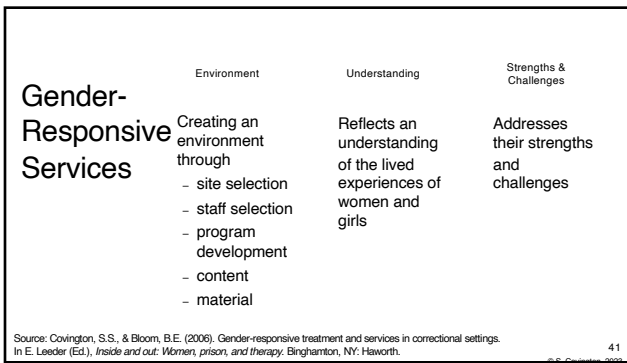 Gender-
Responsive
Services
Environment
Creating an
environment
through
– site selection
– staff selection
– program
development
– content
– material
Understanding
Reflects an
understanding
of the lived
experiences of
women and
girls
Strengths &
Challenges
Addresses
their strengths
and
challenges
Source: Covington, S.S., & Bloom, B.E. (2006). Gender-responsive treatment and services in correctional settings.
In E. Leeder (Ed.), Inside and out: Women, prison, and therapy. Binghamton, NY: Haworth.
41
© S. Covington, 2023